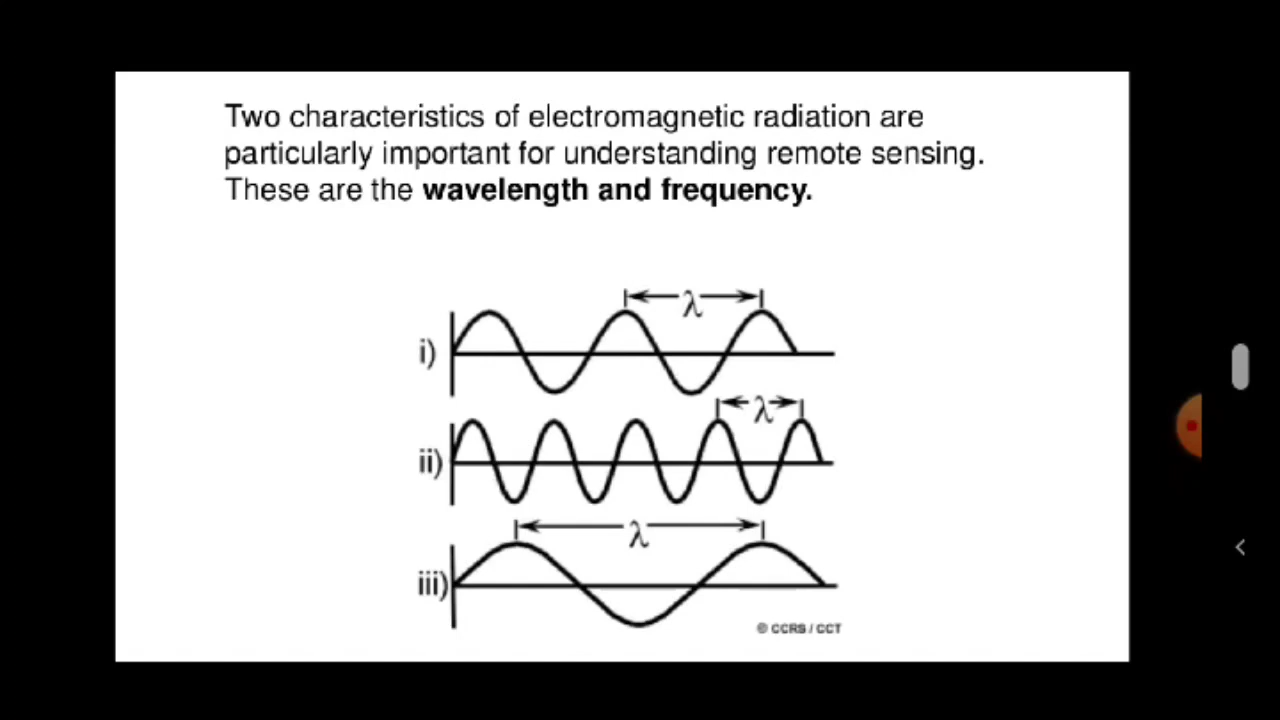 Two characteristics of electromagnetic radiation are
particularly important for understanding remote sensing.
These are the wavelength and frequency.
λ
i)
λ
ii)
λ
iii)
© CCRS / CCT